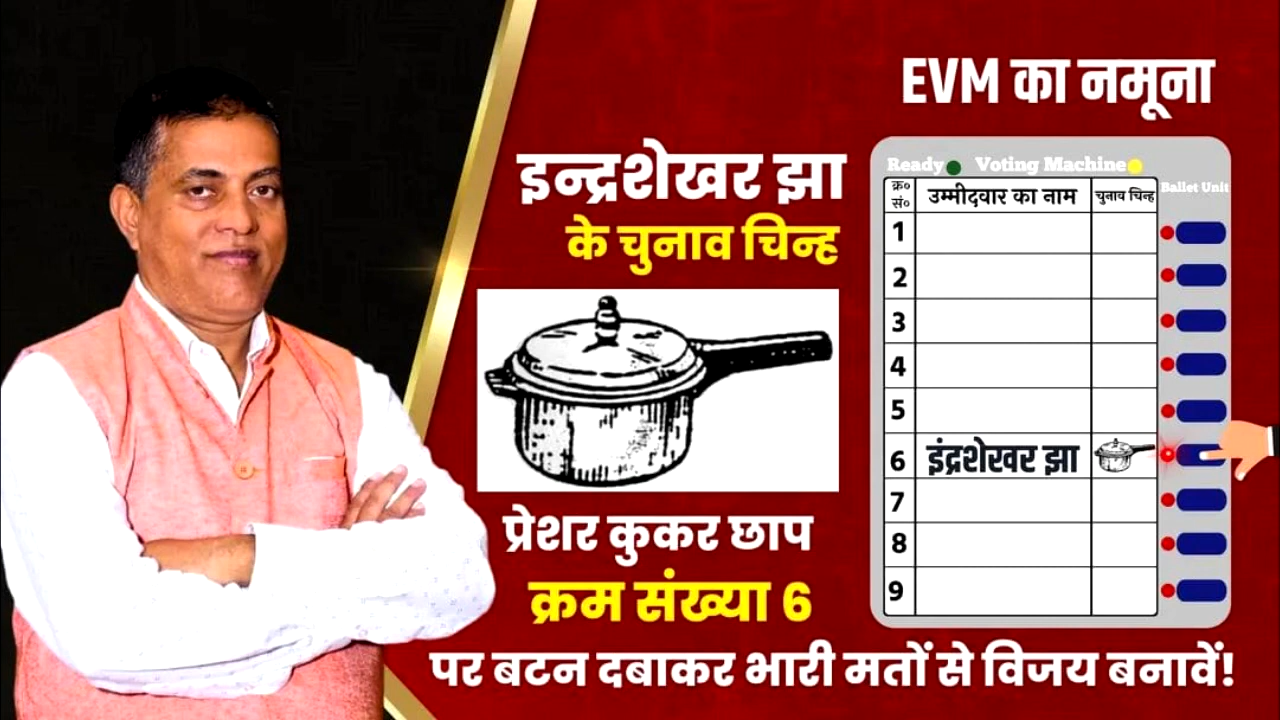 EVM का नमूना
इन्द्रशेखर झा
के चुनाव चिन्ह
प्रेशर कुकर छाप
क्रम संख्या 6
पर बटन दबाकर भारी मतों से विजय बनावें!
Ready Voting Machine
Ballet Unit
क्र० सं० उम्मीदवार का नाम चुनाव चिन्ह
1
2
3
4
5
6 इंद्रशेखर झा
7
8
9